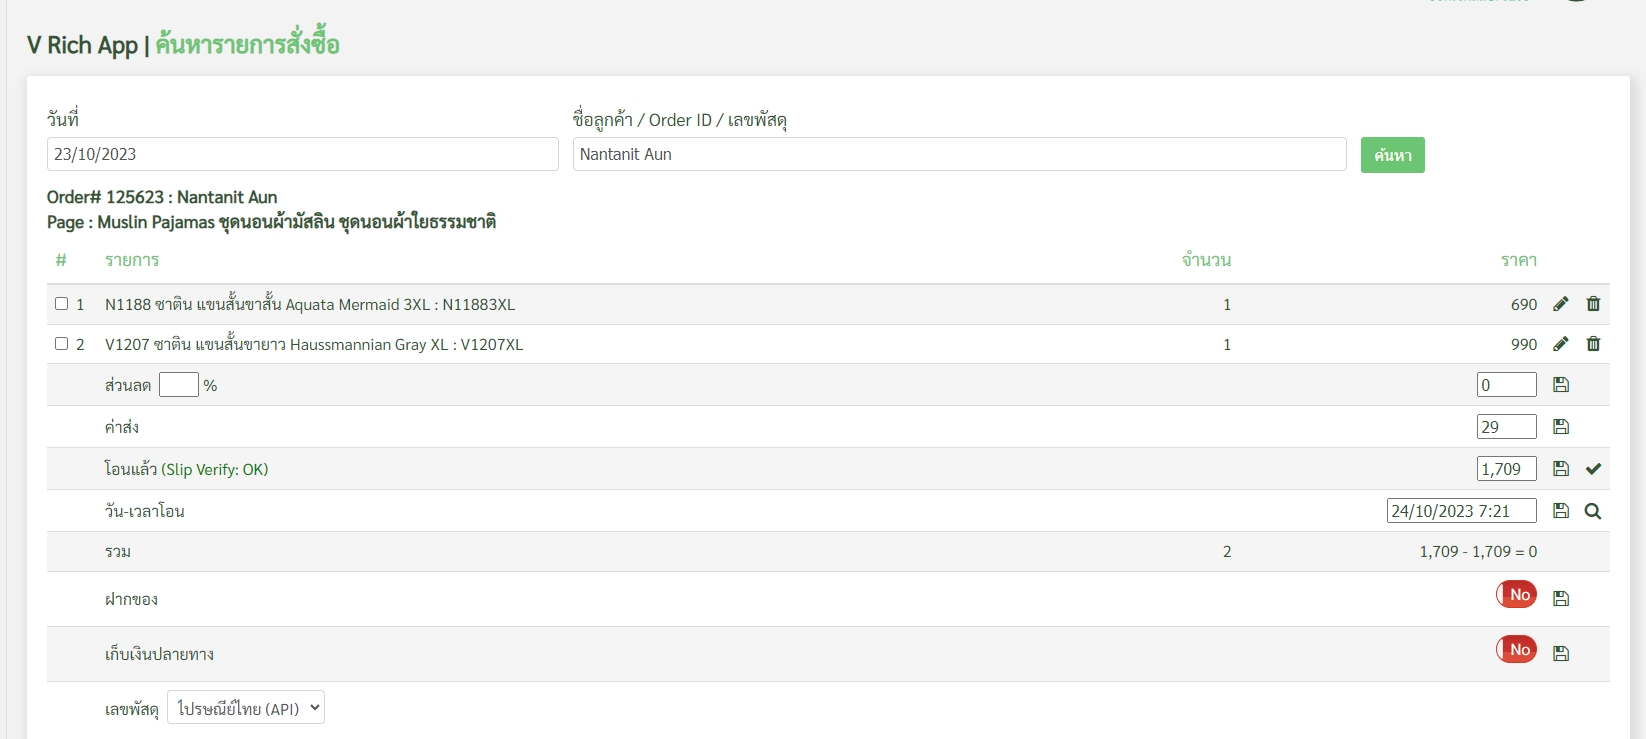 V Rich App | ค้นหารายการสั่งซื้อ
วันที่
ชื่อลูกค้า / Order ID / เลขพัสดุ
23/10/2023
Nantanit Aun
ค้นหา
Order# 125623 : Nantanit Aun
Page : Muslin Pajamas ชุดนอนผ้ามัสลิน ชุดนอนผ้าใยธรรมชาติ
# รายการ จำนวน ราคา
1 N1188 ซาติน แขนสั้นขาสั้น Aquata Mermaid 3XL : N11883XL 1 690
2 V1207 ซาติน แขนสั้นขายาว Haussmannian Gray XL : V1207XL 1 990
ส่วนลด % 0
ค่าส่ง 29
โอนแล้ว (Slip Verify: OK) 1,709
วัน-เวลาโอน 24/10/2023 7:21
รวม 2 1,709 - 1,709 = 0
ฝากของ No
เก็บเงินปลายทาง No
เลขพัสดุ ไปรษณีย์ไทย (API)